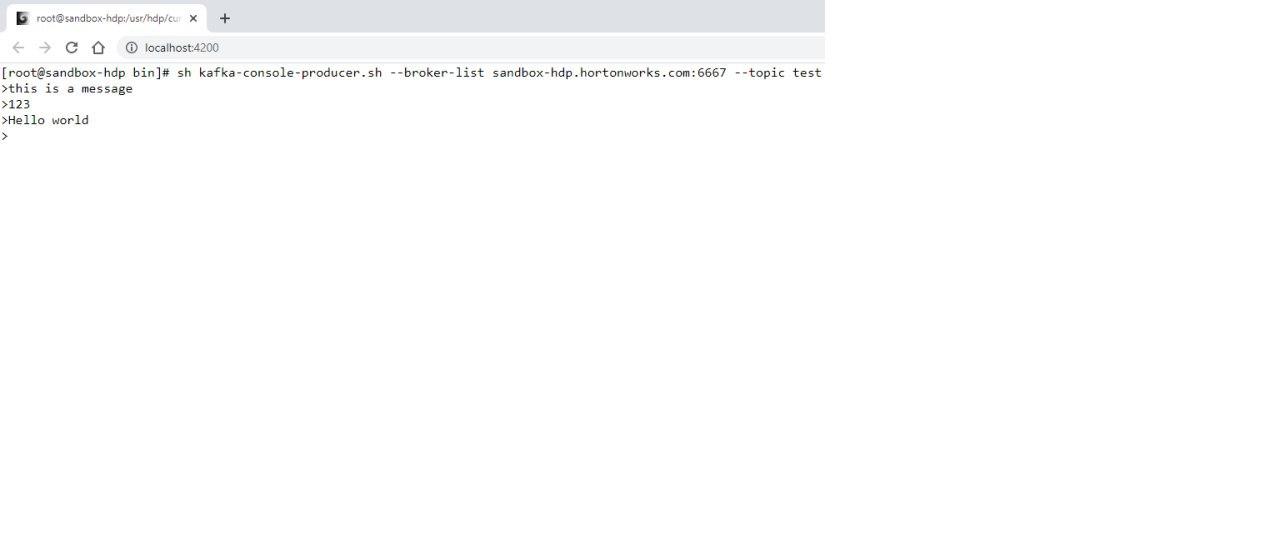 root@sandbox-hdp:/usr/hdp/cur
localhost:4200
[root@sandbox-hdp bin]# sh kafka-console-producer.sh --broker-list sandbox-hdp.hortonworks.com:6667 --topic test
>this is a message
>123
>Hello world
>